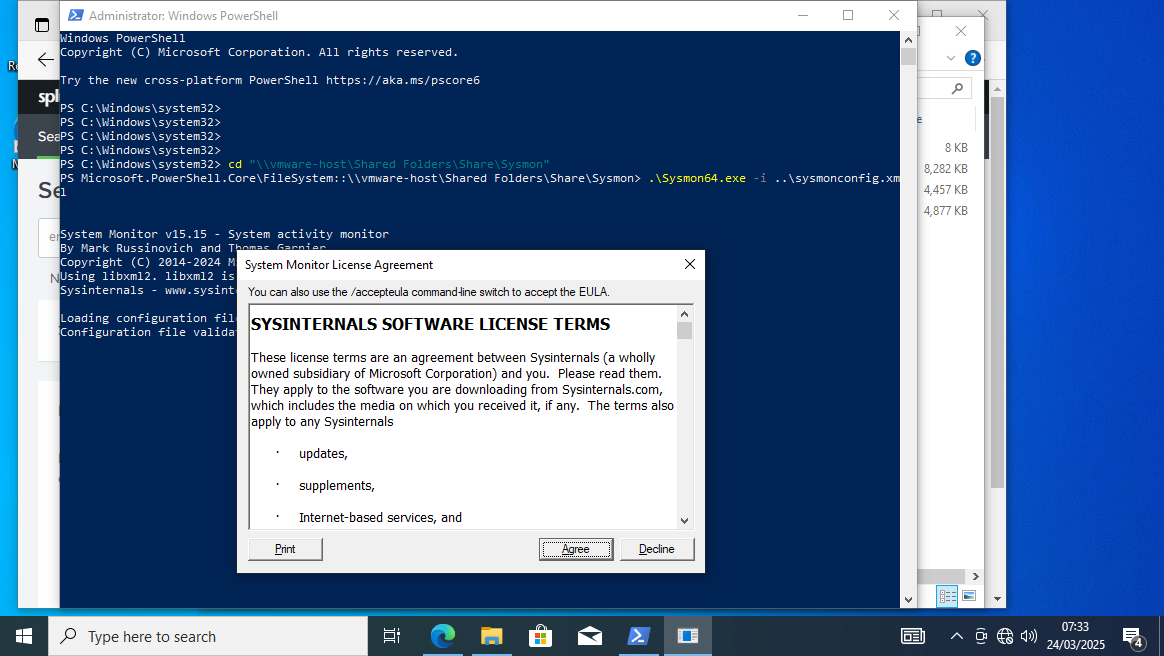 Administrator: Windows PowerShell
Windows PowerShell
Copyright (C) Microsoft Corporation. All rights reserved.
Try the new cross-platform PowerShell https://aka.ms/pscore6
PS C:\Windows\system32>
PS C:\Windows\system32>
PS C:\Windows\system32>
PS C:\Windows\system32>
PS C:\Windows\system32> cd "\\vmware-host\Shared Folders\Share\Sysmon"
PS Microsoft.PowerShell.Core\FileSystem::\\vmware-host\Shared Folders\Share\Sysmon> .\Sysmon64.exe -i ..\sysmonconfig.xm
l
System Monitor v15.15 - System activity monitor
By Mark Russinovich and Thomas Garnier
Copyright (C) 2014-2024 M
Using libxml2. libxml2 is
Sysinternals - www.sysint
Loading configuration fil
Configuration file valida
System Monitor License Agreement
You can also use the /accepteula command-line switch to accept the EULA.
SYSINTERNALS SOFTWARE LICENSE TERMS
These license terms are an agreement between Sysinternals (a wholly
owned subsidiary of Microsoft Corporation) and you.  Please read them.
They apply to the software you are downloading from Sysinternals.com,
which includes the media on which you received it, if any.  The terms also
apply to any Sysinternals
· updates,
· supplements,
· Internet-based services, and
Print
Agree
Decline
spl
Sea
Se
8 KB
8,282 KB
4,457 KB
4,877 KB
Type here to search
07:33
24/03/2025
4